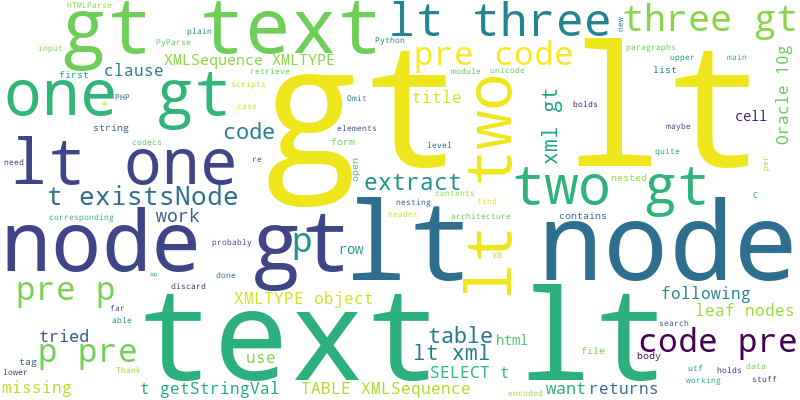 HTMLParse
gt text
lt three
three gt
new
input
plain
PyParse
Python
pre code
paragraphs
XMLSequence XMLTYPE
clause
first
retrieve
module
unicode
upper
main
list
one gt
gt
lt
scripts
PHP
e
case
Omit
title
two
bolds
cell
Oracle 10g
string
code
elements
xml gt
maybe
codecs
form
level
quite
lt one
need
re
open
extract
lt two
two gt
nested
per
t existsNode
nesting
contents
find
C
corresponding
work
header
architecture
contains
node gt
lt node
probably
p
row
VB
pre p
far
able
discard
done
XMLTYPE object
following
leaf nodes
text lt
tried
table
html
search
code pre
p pre
tag
use
lt xml
file
body
Thank
SELECT t
utf
holds
data
lower
missing
t getStringVal
TABLE XMLSequence
encoded
want
returns
working
stuff